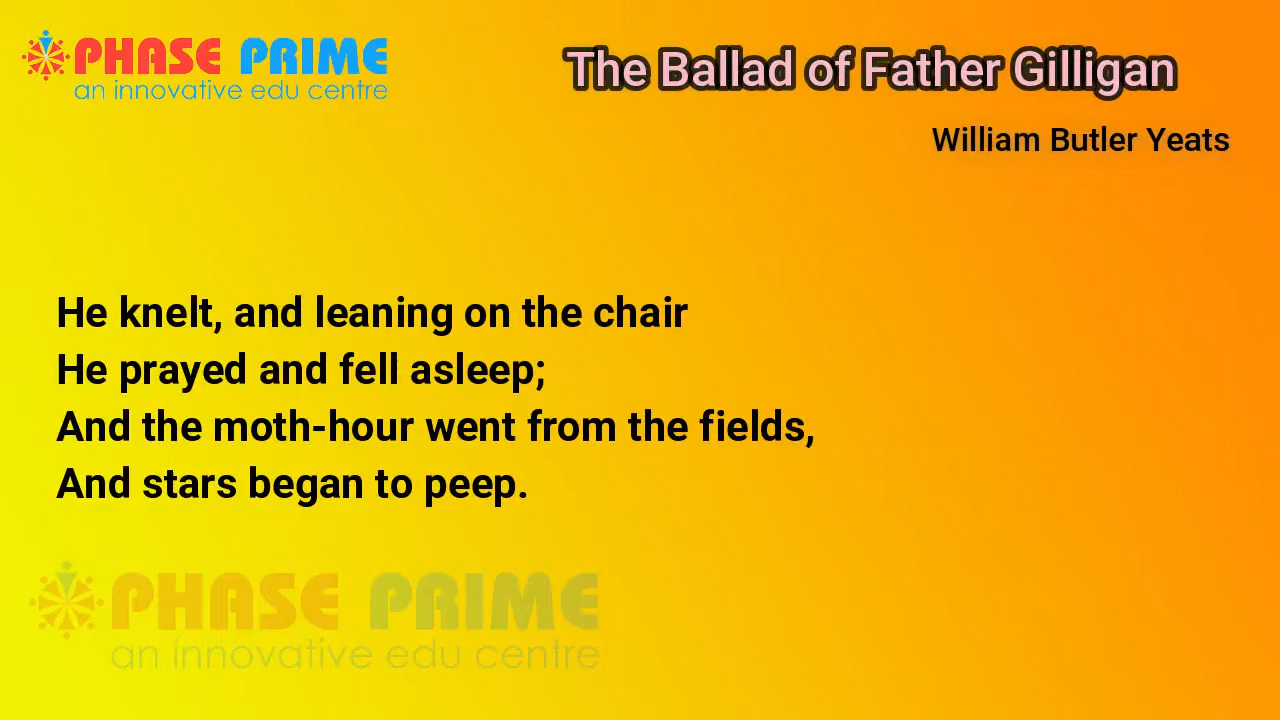 PHASE PRIME
an innovative edu centre
The Ballad of Father Gilligan
William Butler Yeats
He knelt, and leaning on the chair
He prayed and fell asleep;
And the moth-hour went from the fields,
And stars began to peep.
PHASE PRIME
an innovative edu centre